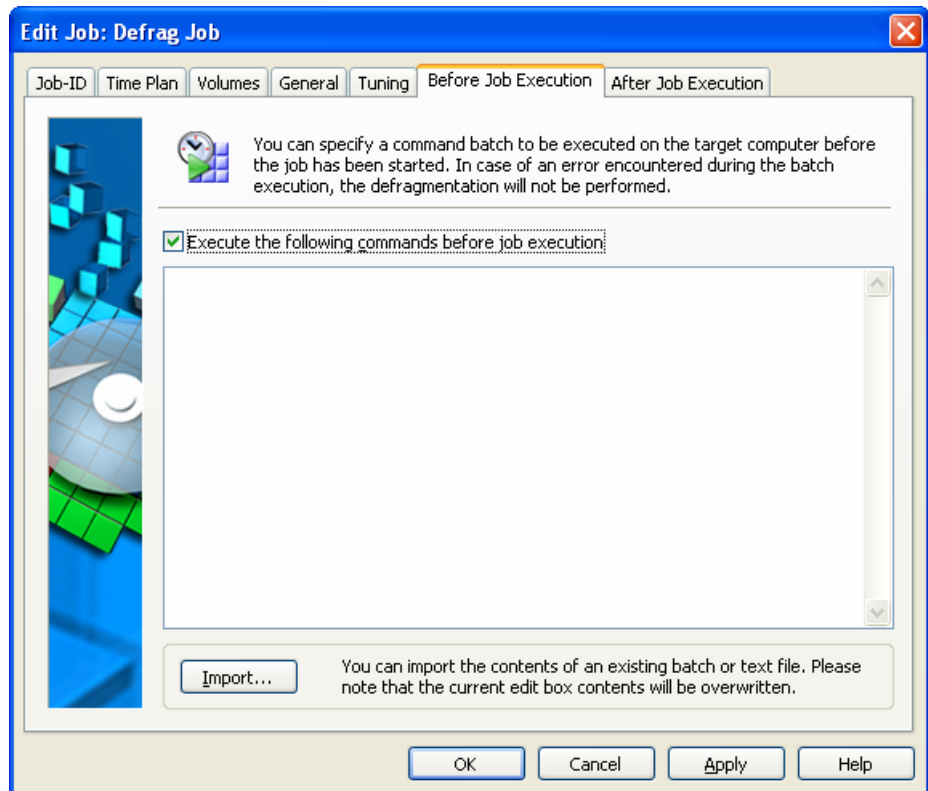 Edit Job: Defrag Job
Job-ID Time Plan Volumes General Tuning Before Job Execution After Job Execution
You can specify a command batch to be executed on the target computer before
the job has been started. In case of an error encountered during the batch
execution, the defragmentation will not be performed.
Execute the following commands before job execution
Import... You can import the contents of an existing batch or text file. Please
note that the current edit box contents will be overwritten.
OK Cancel Apply Help